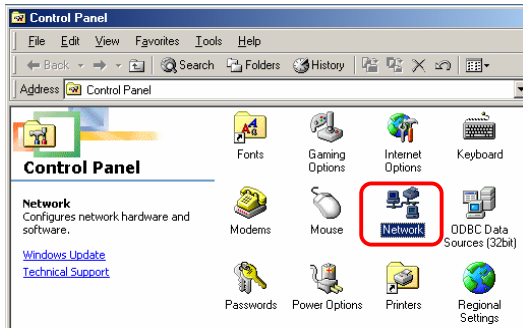 Control Panel
File Edit View Favorites Tools Help
Back Search Folders History
Address Control Panel
Control Panel
Network
Configures network hardware and
software.
Windows Update
Technical Support
Fonts
Gaming
Options
Internet
Options
Keyboard
Modems
Mouse
Network
ODBC Data
Sources (32bit)
Passwords
Power Options
Printers
Regional
Settings